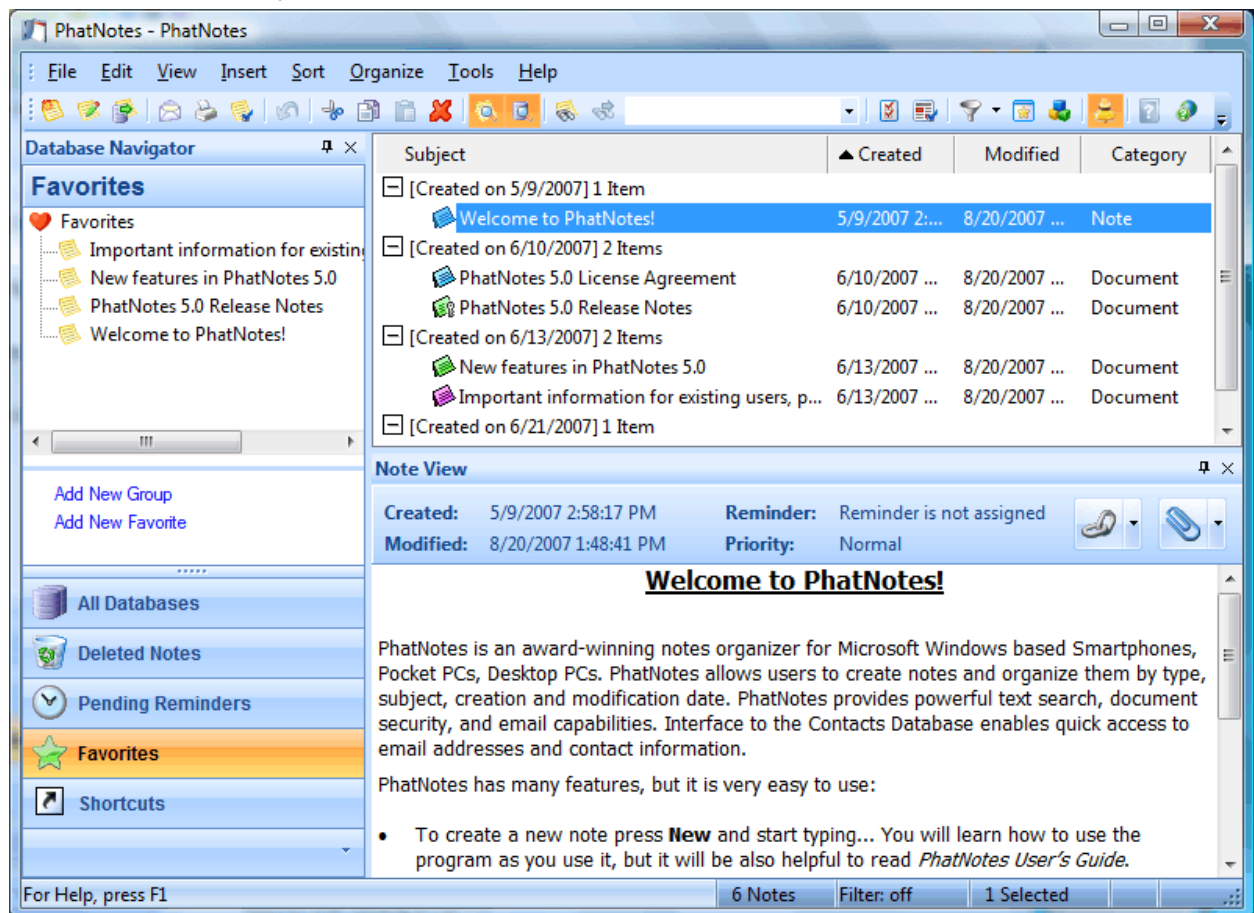 PhatNotes - PhatNotes
File Edit View Insert Sort Organize Tools Help
Database Navigator
Favorites
Favorites
Important information for existin
New features in PhatNotes 5.0
PhatNotes 5.0 Release Notes
Welcome to PhatNotes!
Add New Group
Add New Favorite
All Databases
Deleted Notes
Pending Reminders
Favorites
Shortcuts
Subject Created Modified Category
[Created on 5/9/2007] 1 Item
Welcome to PhatNotes! 5/9/2007 2:... 8/20/2007 ... Note
[Created on 6/10/2007] 2 Items
PhatNotes 5.0 License Agreement 6/10/2007 ... 8/20/2007 ... Document
PhatNotes 5.0 Release Notes 6/10/2007 ... 8/20/2007 ... Document
[Created on 6/13/2007] 2 Items
New features in PhatNotes 5.0 6/13/2007 ... 8/20/2007 ... Document
Important information for existing users, p... 6/13/2007 ... 8/20/2007 ... Document
[Created on 6/21/2007] 1 Item
Note View
Created: 5/9/2007 2:58:17 PM Reminder: Reminder is not assigned
Modified: 8/20/2007 1:48:41 PM Priority: Normal
Welcome to PhatNotes!
PhatNotes is an award-winning notes organizer for Microsoft Windows based Smartphones,
Pocket PCs, Desktop PCs. PhatNotes allows users to create notes and organize them by type,
subject, creation and modification date. PhatNotes provides powerful text search, document
security, and email capabilities. Interface to the Contacts Database enables quick access to
email addresses and contact information.
PhatNotes has many features, but it is very easy to use:
• To create a new note press New and start typing... You will learn how to use the
program as you use it, but it will be also helpful to read PhatNotes User's Guide.
For Help, press F1 6 Notes Filter: off 1 Selected